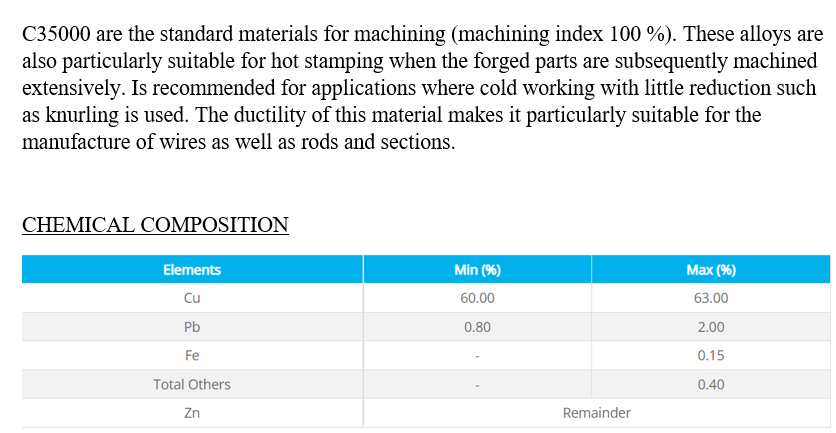 C35000 are the standard materials for machining (machining index 100 %). These alloys are
also particularly suitable for hot stamping when the forged parts are subsequently machined
extensively. Is recommended for applications where cold working with little reduction such
as knurling is used. The ductility of this material makes it particularly suitable for the
manufacture of wires as well as rods and sections.
CHEMICAL COMPOSITION
Elements Min (%) Max (%)
Cu 60.00 63.00
Pb 0.80 2.00
Fe - 0.15
Total Others - 0.40
Zn Remainder